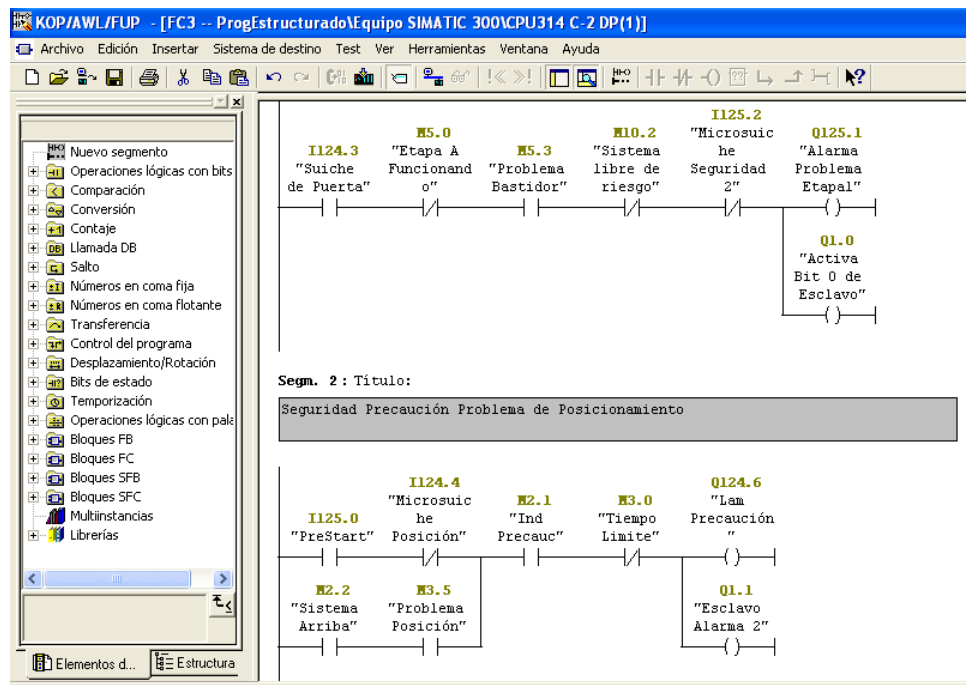 KOP/AWL/FUP - [FC3 -- ProgEstructurado\Equipo SIMATIC 300\CPU314 C-2 DP(1)]
Archivo Edición Insertar Sistema de destino Test Ver Herramientas Ventana Ayuda
Nuevo segmento
Operaciones lógicas con bits
Comparación
Conversión
Contaje
Llamada DB
Salto
Números en coma fija
Números en coma flotante
Transferencia
Control del programa
Desplazamiento/Rotación
Bits de estado
Temporización
Operaciones lógicas con pala
Bloques FB
Bloques FC
Bloques SFB
Bloques SFC
Multiinstancias
Librerías
Elementos d...
Estructura
I124.3
"Suiche
de Puerta"
M5.0
"Etapa A
Funcionand
o"
M5.3
"Problema
Bastidor"
M10.2
"Sistema
libre de
riesgo"
I125.2
"Microsuic
he
Seguridad
2"
Q125.1
"Alarma
Problema
Etapa1"
Q1.0
"Activa
Bit 0 de
Esclavo"
Segm. 2 : Título:
Seguridad Precaución Problema de Posicionamiento
I125.0
"PreStart"
I124.4
"Microsuic
he
Posición"
M2.1
"Ind
Precauc"
M3.0
"Tiempo
Limite"
Q124.6
"Lam
Precaución
"
M2.2
"Sistema
Arriba"
M3.5
"Problema
Posición"
Q1.1
"Esclavo
Alarma 2"